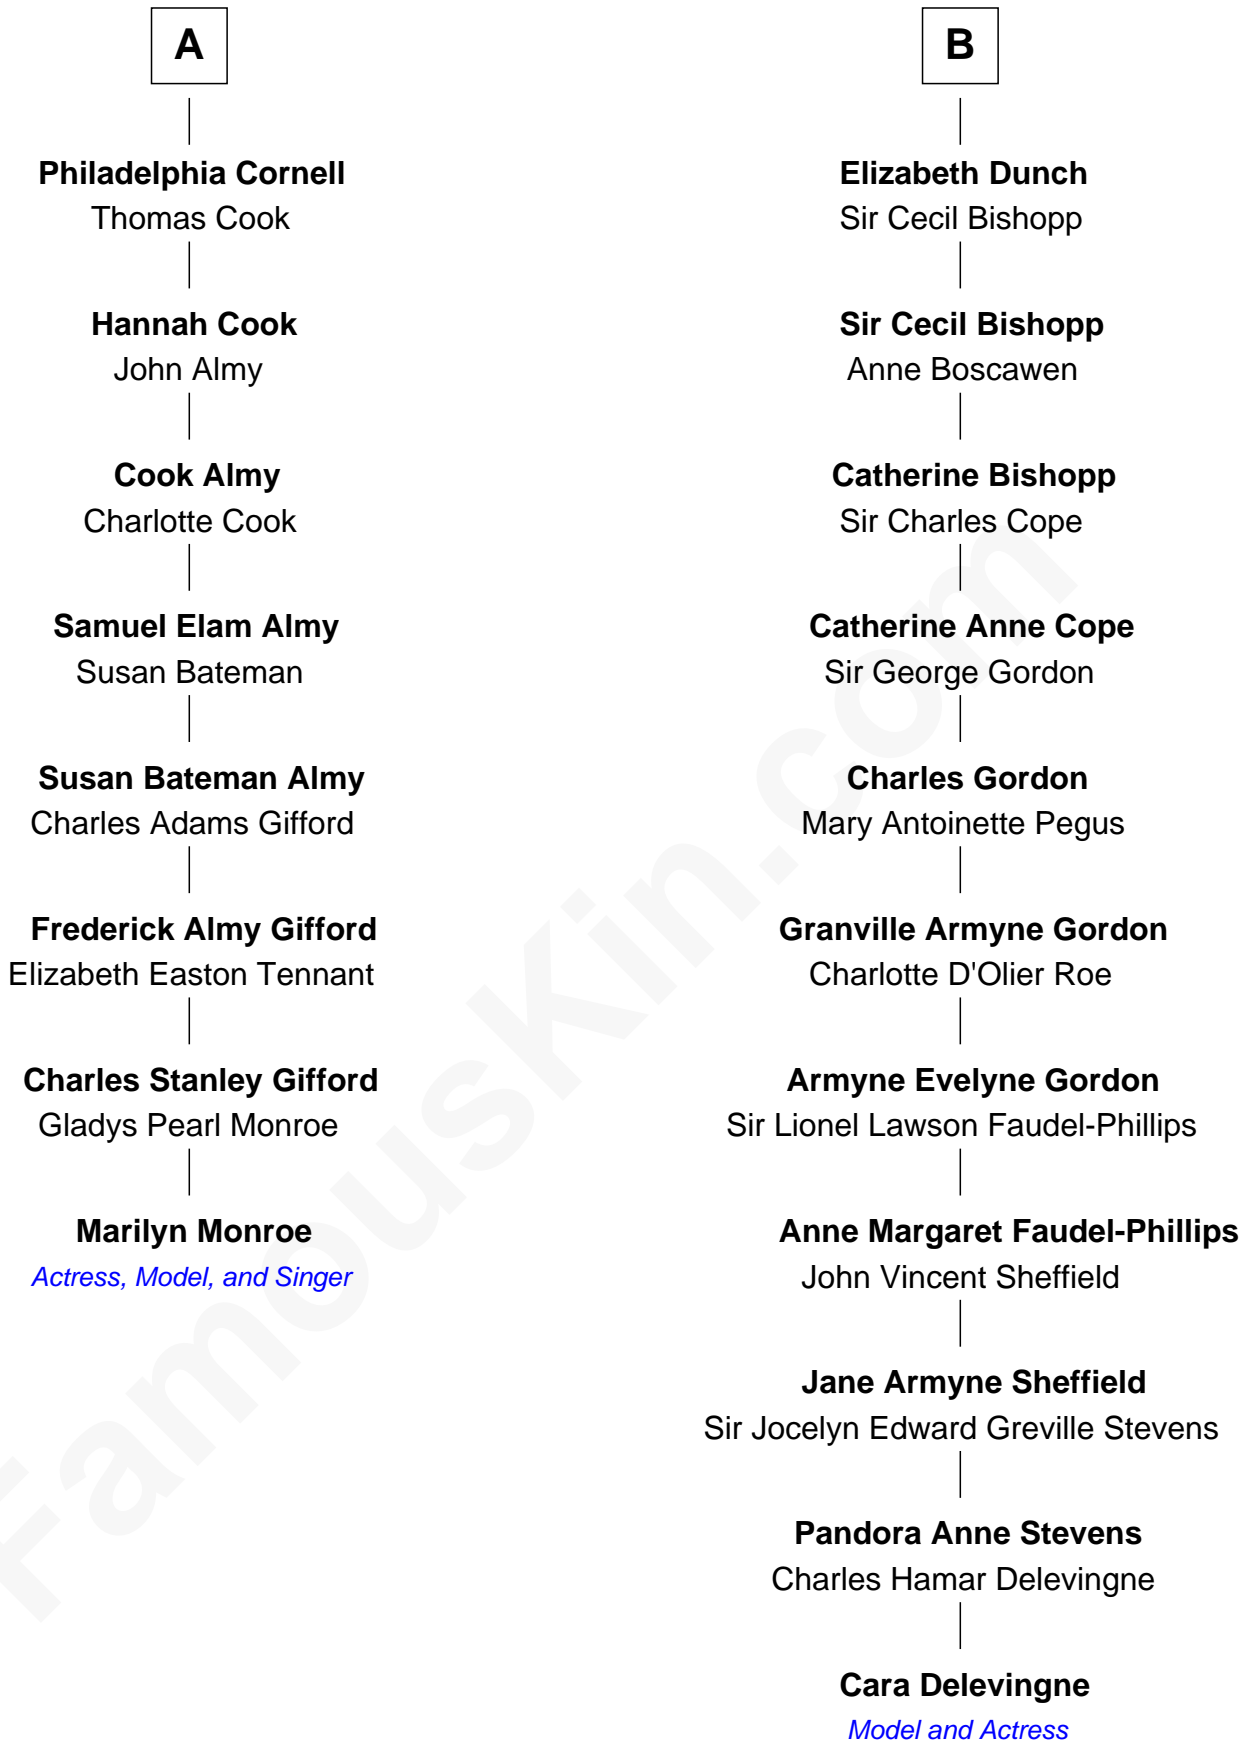 A
Philadelphia Cornell
Thomas Cook
Hannah Cook
John Almy
Cook Almy
Charlotte Cook
Samuel Elam Almy
Susan Bateman
Susan Bateman Almy
Charles Adams Gifford
Frederick Almy Gifford
Elizabeth Easton Tennant
Charles Stanley Gifford
Gladys Pearl Monroe
Marilyn Monroe
Actress, Model, and Singer
B
Elizabeth Dunch
Sir Cecil Bishopp
Sir Cecil Bishopp
Anne Boscawen
Catherine Bishopp
Sir Charles Cope
Catherine Anne Cope
Sir George Gordon
Charles Gordon
Mary Antoinette Pegus
Granville Armyne Gordon
Charlotte D'Olier Roe
Armyne Evelyne Gordon
Sir Lionel Lawson Faudel-Phillips
Anne Margaret Faudel-Phillips
John Vincent Sheffield
Jane Armyne Sheffield
Sir Jocelyn Edward Greville Stevens
Pandora Anne Stevens
Charles Hamar Delevingne
Cara Delevingne
Model and Actress
FamousKin.com